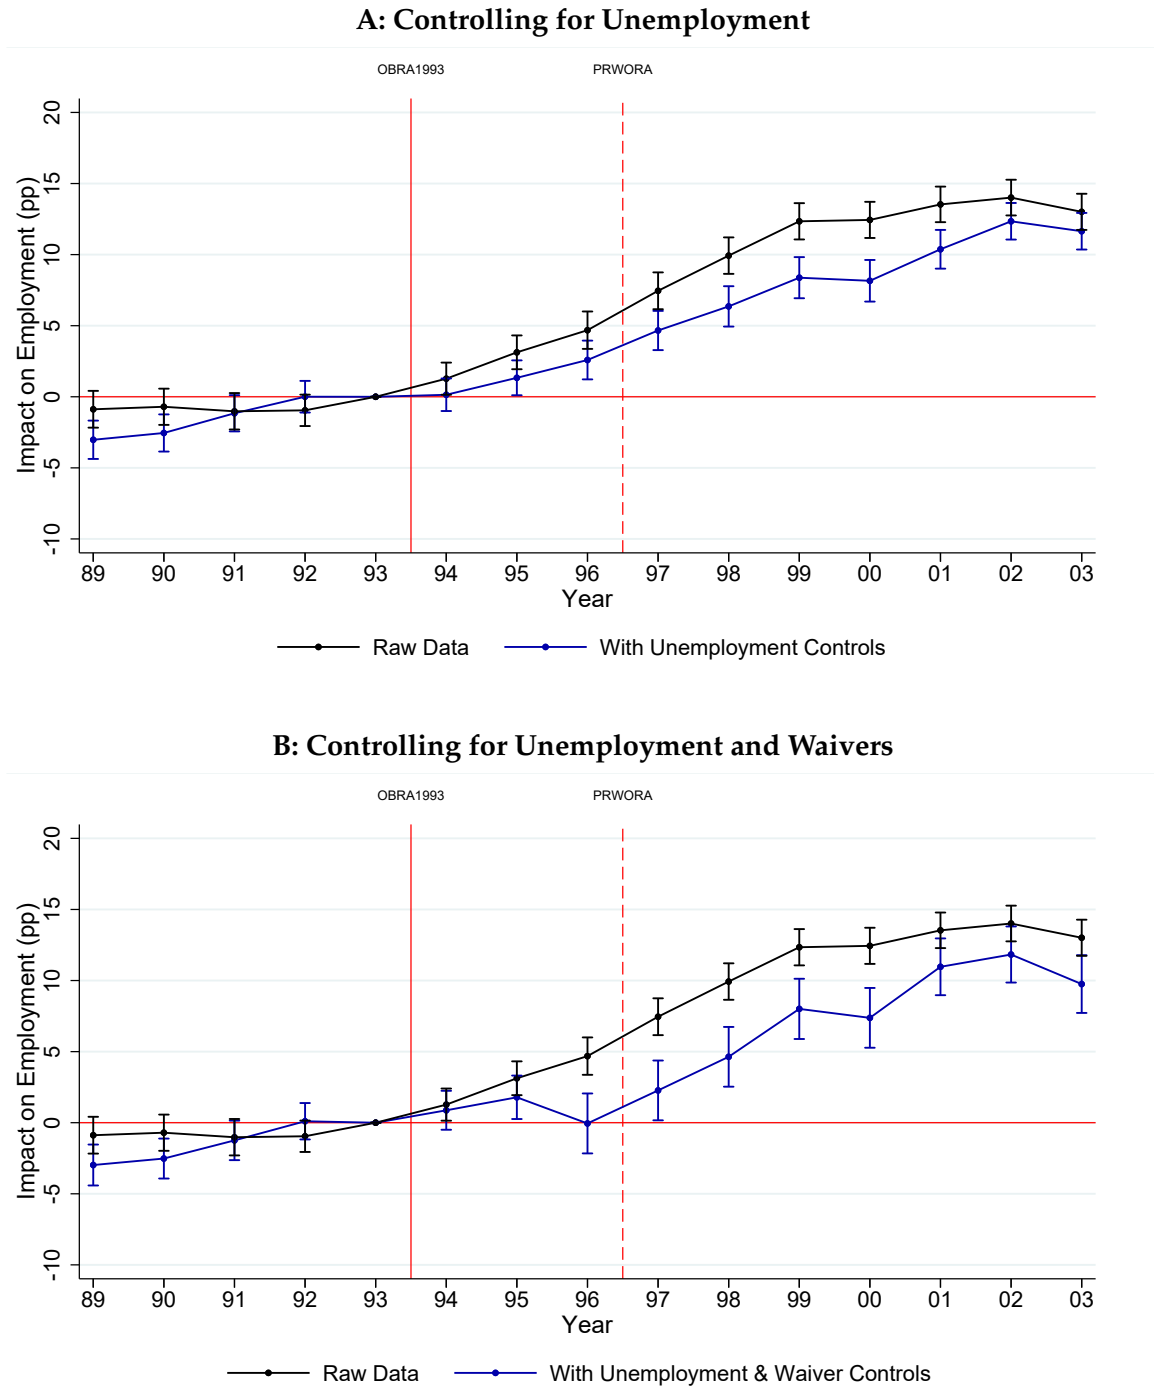 A: Controlling for Unemployment
OBRA1993 PRWORA
20
15
10
5
0
-5
-10
Impact on Employment (pp)
89 90 91 92 93 94 95 96 97 98 99 00 01 02 03
Year
Raw Data With Unemployment Controls
B: Controlling for Unemployment and Waivers
OBRA1993 PRWORA
20
15
10
5
0
-5
-10
Impact on Employment (pp)
89 90 91 92 93 94 95 96 97 98 99 00 01 02 03
Year
Raw Data With Unemployment & Waiver Controls